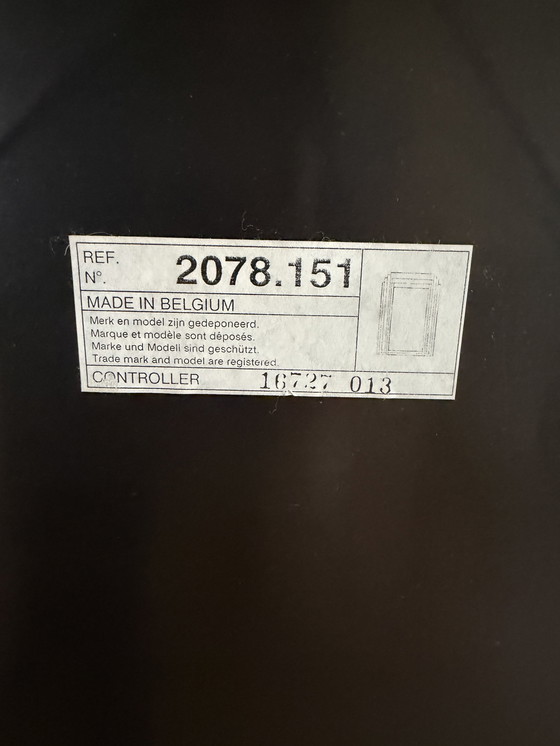 REF.
N°. 2078.151
MADE IN BELGIUM
Merk en model zijn gedeponeerd.
Marque et modèle sont déposés.
Marke und Modell sind geschützt.
Trade mark and model are registered.
CONTROLLER 16727 013